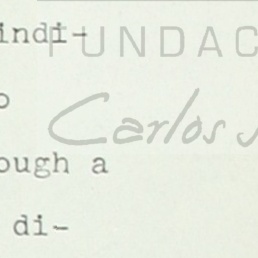 indi-
FUNDAC
o
Carlos
ough a
di-